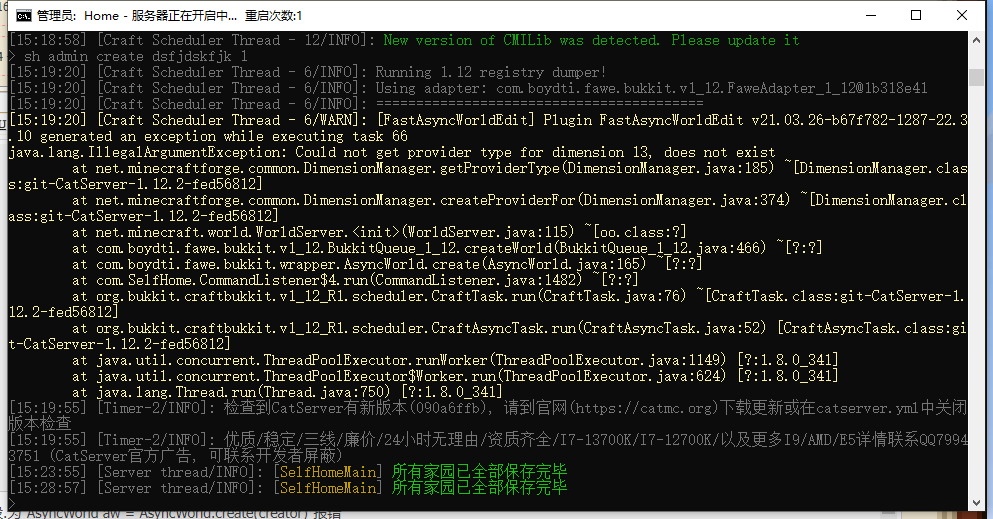 管理员: Home - 服务器正在开启中... 重启次数:1
[15:18:58] [Craft Scheduler Thread - 12/INFO]: New version of CMILib was detected. Please update it
> sh admin create dsfjdskfjk 1
[15:19:20] [Craft Scheduler Thread - 6/INFO]: Running 1.12 registry dumper!
[15:19:20] [Craft Scheduler Thread - 6/INFO]: Using adapter: com.boydti.fawe.bukkit.v1_12.FaweAdapter_1_12@1b318e41
[15:19:20] [Craft Scheduler Thread - 6/INFO]: =========================================
[15:19:20] [Craft Scheduler Thread - 6/WARN]: [FastAsyncWorldEdit] Plugin FastAsyncWorldEdit v21.03.26-b67f782-1287-22.3
.10 generated an exception while executing task 66
java.lang.IllegalArgumentException: Could not get provider type for dimension 13, does not exist
at net.minecraftforge.common.DimensionManager.getProviderType(DimensionManager.java:185) ~[DimensionManager.clas
s:git-CatServer-1.12.2-fed56812]
at net.minecraftforge.common.DimensionManager.createProviderFor(DimensionManager.java:374) ~[DimensionManager.cl
ass:git-CatServer-1.12.2-fed56812]
at net.minecraft.world.WorldServer.<init>(WorldServer.java:115) ~[oo.class:?]
at com.boydti.fawe.bukkit.v1_12.BukkitQueue_1_12.createWorld(BukkitQueue_1_12.java:466) ~[?:?]
at com.boydti.fawe.bukkit.wrapper.AsyncWorld.create(AsyncWorld.java:165) ~[?:?]
at com.SelfHome.CommandListener$4.run(CommandListener.java:1482) ~[?:?]
at org.bukkit.craftbukkit.v1_12_R1.scheduler.CraftTask.run(CraftTask.java:76) ~[CraftTask.class:git-CatServer-1.
12.2-fed56812]
at org.bukkit.craftbukkit.v1_12_R1.scheduler.CraftAsyncTask.run(CraftAsyncTask.java:52) [CraftAsyncTask.class:gi
t-CatServer-1.12.2-fed56812]
at java.util.concurrent.ThreadPoolExecutor.runWorker(ThreadPoolExecutor.java:1149) [?:1.8.0_341]
at java.util.concurrent.ThreadPoolExecutor$Worker.run(ThreadPoolExecutor.java:624) [?:1.8.0_341]
at java.lang.Thread.run(Thread.java:750) [?:1.8.0_341]
[15:19:55] [Timer-2/INFO]: 检查到CatServer有新版本(090a6ffb), 请到官网(https://catmc.org)下载更新或在catserver.yml中关闭
版本检查
[15:19:55] [Timer-2/INFO]: 优质/稳定/三线/廉价/24小时无理由/资质齐全/I7-13700K/I7-12700K/以及更多I9/AMD/E5详情联系QQ7994
3751 (CatServer官方广告, 可联系开发者屏蔽)
[15:23:55] [Server thread/INFO]: [SelfHomeMain] 所有家园已全部保存完毕
[15:28:57] [Server thread/INFO]: [SelfHomeMain] 所有家园已全部保存完毕
>
为 AsyncWorld aw = AsyncWorld.create(creator) 报错